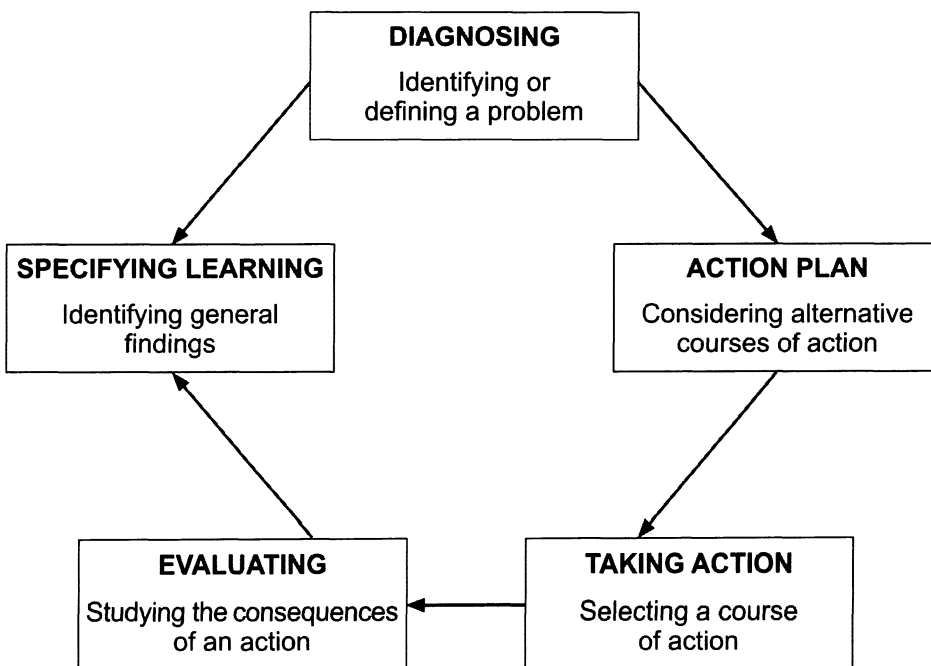 DIAGNOSING
Identifying or
defining a problem
SPECIFYING LEARNING
Identifying general
findings
ACTION PLAN
Considering alternative
courses of action
EVALUATING
Studying the consequences
of an action
TAKING ACTION
Selecting a course
of action